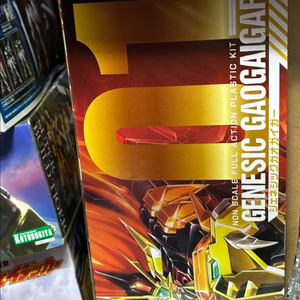 01
NON SCALE FULL ACTION PLASTIC KIT
GENESIC GAOGAIGAR
ジェネシックガオガイガー
KOTOBUKIYA